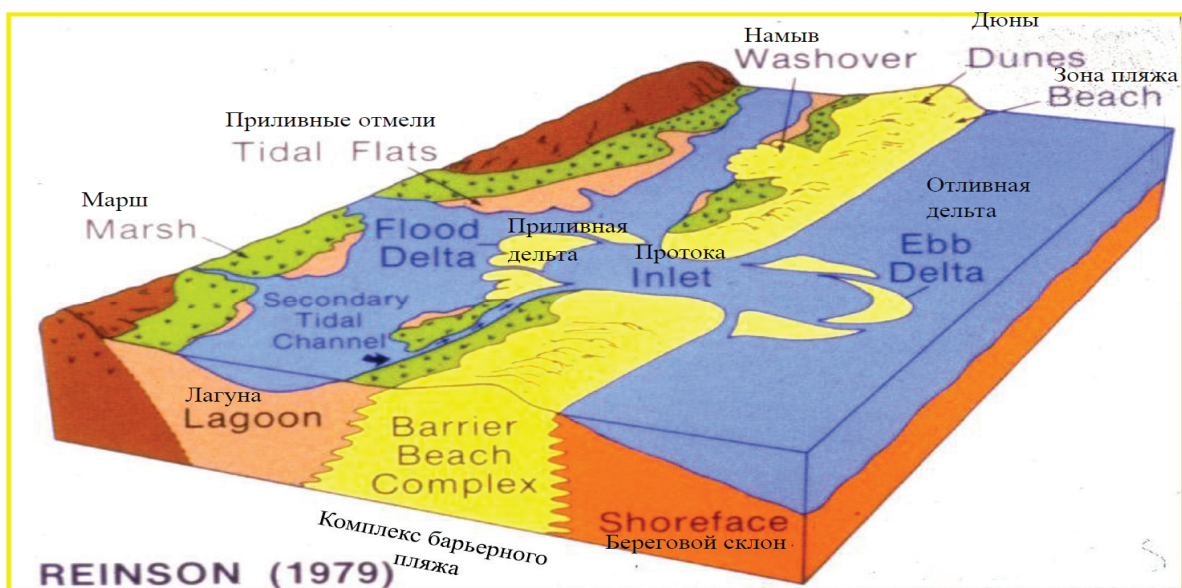 Дюны
Dunes
Намыв
Washover
Зона пляжа
Beach
Приливные отмели
Tidal Flats
Марш
Marsh
Flood
Delta
Приливная
дельта
Протока
Inlet
Отливная
дельта
Ebb
Delta
Secondary
Tidal
Channel
Лагуна
Lagoon
Barrier
Beach
Complex
Комплекс барьерного
пляжа
Shoreface
Береговой склон
REINSON (1979)